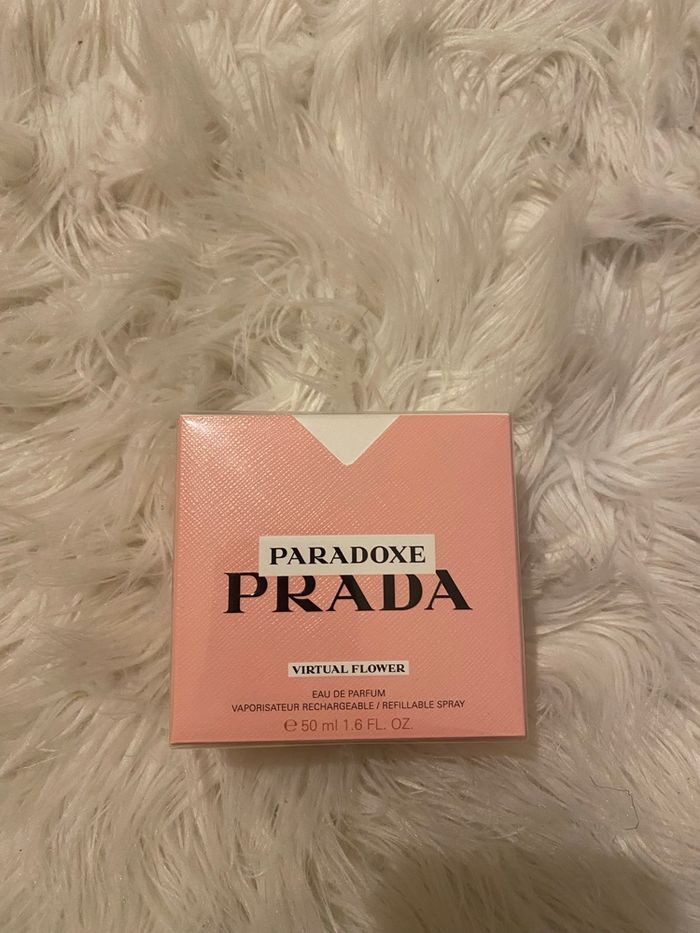 PARADOXE
PRADA
VIRTUAL FLOWER
EAU DE PARFUM
VAPORISATEUR RECHARGEABLE / REFILLABLE SPRAY
℮ 50 ml 1.6 FL. OZ.